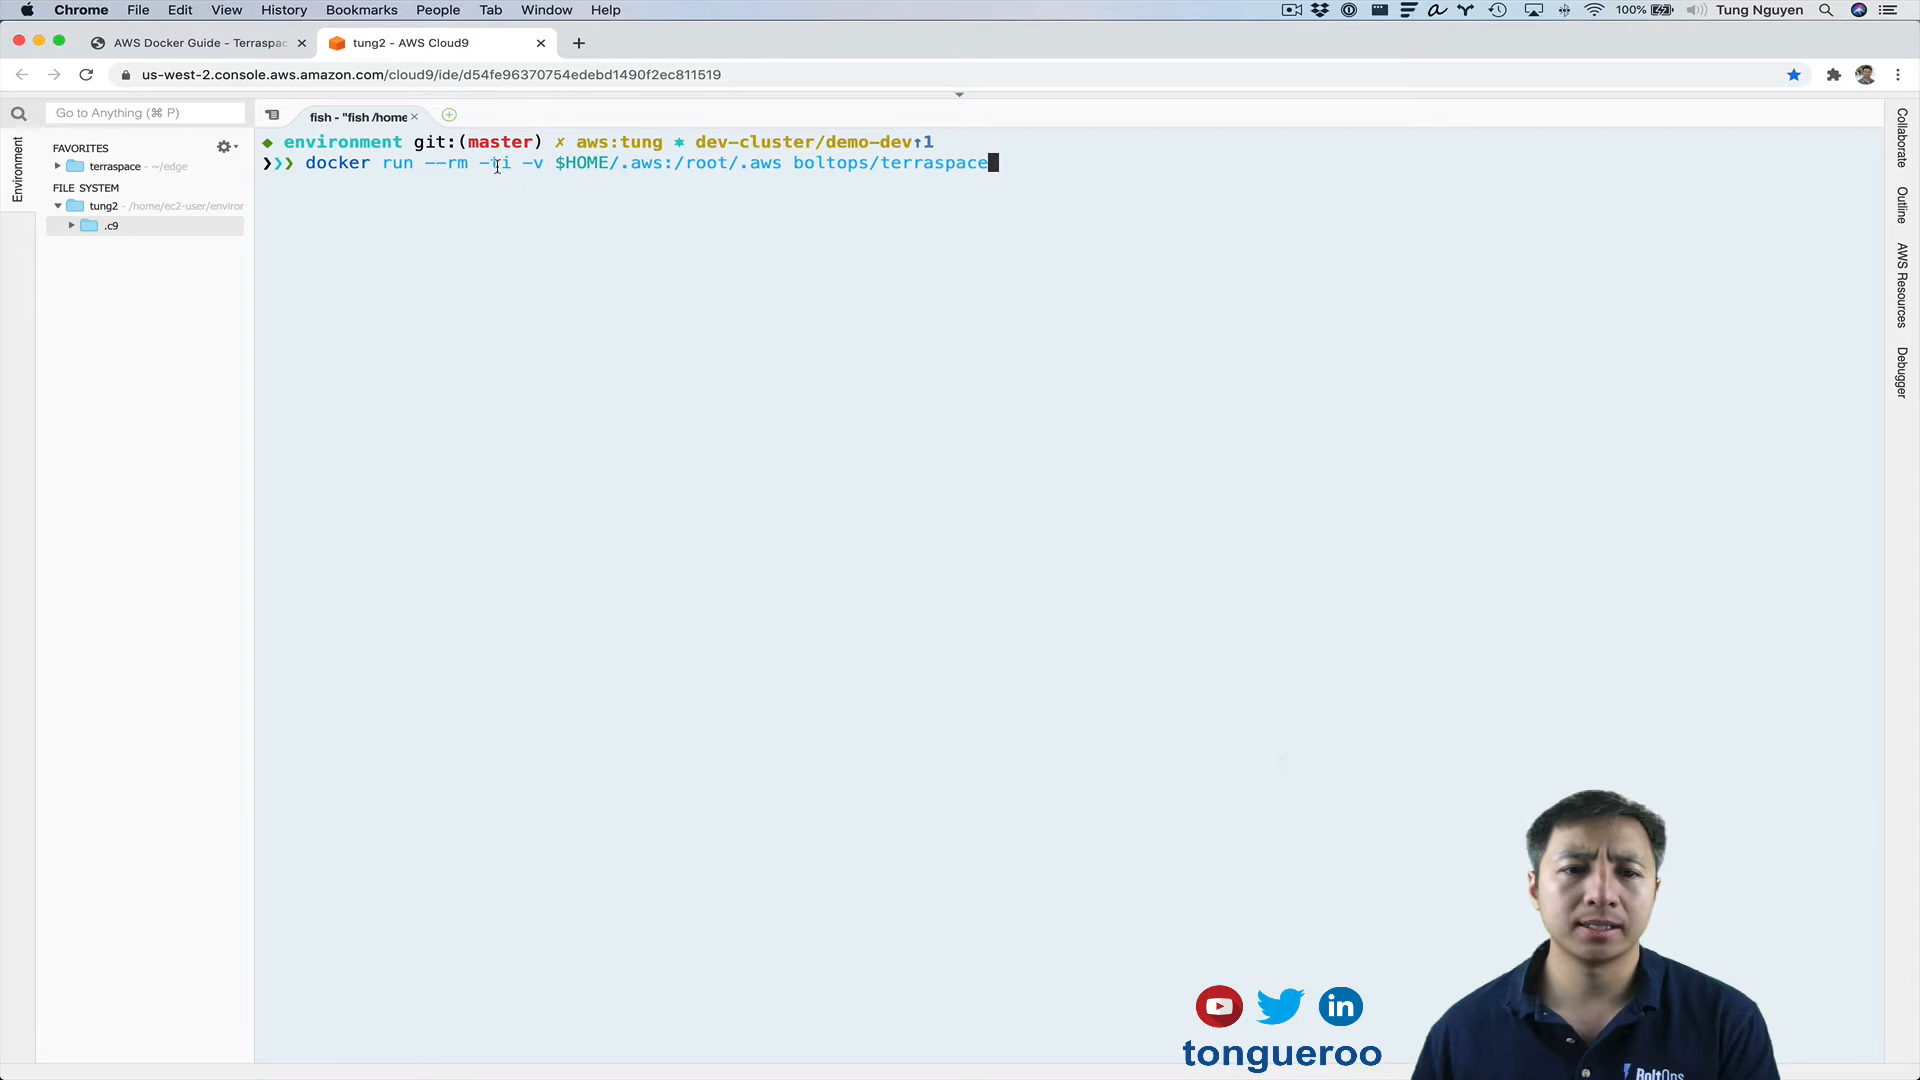 Chrome File Edit View History Bookmarks People Tab Window Help 100% Tung Nguyen
AWS Docker Guide - Terraspac
tung2 - AWS Cloud9
us-west-2.console.aws.amazon.com/cloud9/ide/d54fe96370754edebd1490f2ec811519
Go to Anything (⌘ P)
fish - "fish /home
Environment
FAVORITES
terraspace - ~/edge
FILE SYSTEM
tung2 - /home/ec2-user/enviror
.c9
environment git:(master) ✗ aws:tung * dev-cluster/demo-dev↑1
❯❯❯ docker run --rm -ti -v $HOME/.aws:/root/.aws boltops/terraspace
Collaborate
Outline
AWS Resources
Debugger
in
tongueroo
BoltOps